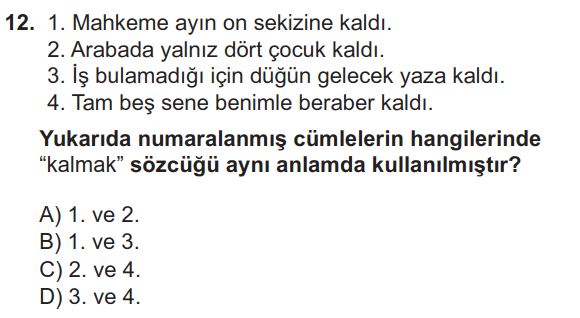 12. 1. Mahkeme ayın on sekizine kaldı.
2. Arabada yalnız dört çocuk kaldı.
3. İş bulamadığı için düğün gelecek yaza kaldı.
4. Tam beş sene benimle beraber kaldı.
Yukarıda numaralanmış cümlelerin hangilerinde
“kalmak” sözcüğü aynı anlamda kullanılmıştır?
A) 1. ve 2.
B) 1. ve 3.
C) 2. ve 4.
D) 3. ve 4.